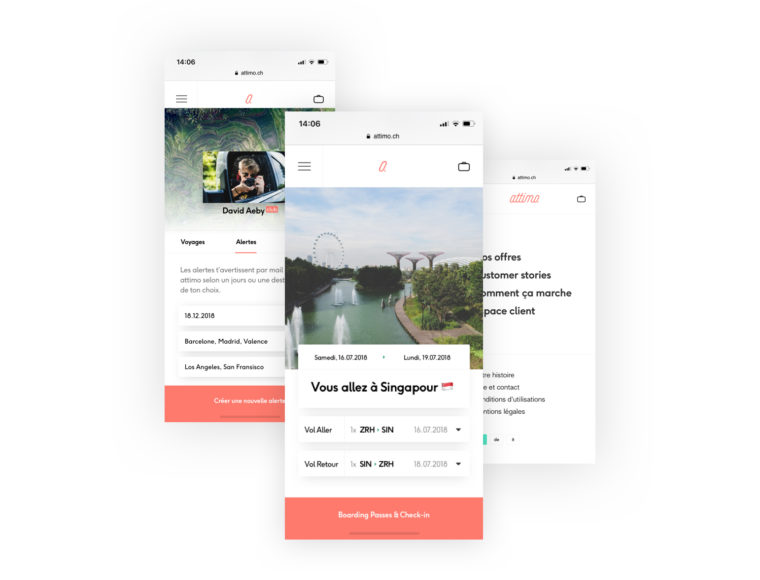 14:06
attimo.ch
a
David Aeby club
Voyages Alertes
Les alertes t'avertissent par mail
attimo selon un jours ou une dest
de ton choix.
18.12.2018
Barcelone, Madrid, Valence
Los Angeles, San Fransisco
Créer une nouvelle alerte
14:06
attimo.ch
a
Samedi, 16.07.2018 Lundi, 19.07.2018
Vous allez à Singapour 🇸🇬
Vol Aller 1x ZRH SIN 16.07.2018
Vol Retour 1x SIN ZRH 18.07.2018
Boarding Passes & Check-in
attimo.ch
attimo
os offres
ustomer stories
omment ça marche
pace client
tre histoire
e et contact
nditions d'utilisations
entions légales
de